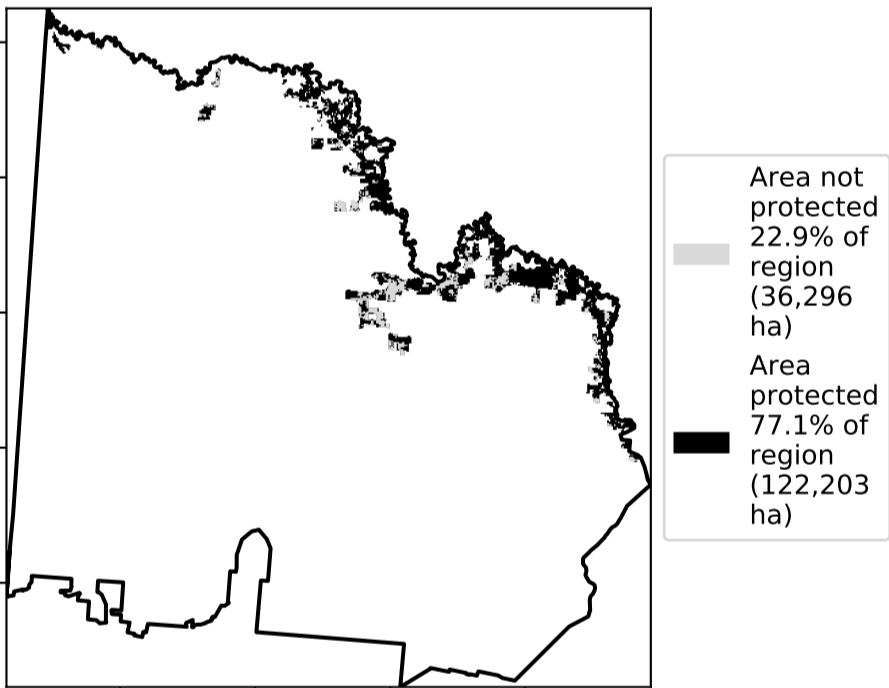 Area not
protected
22.9% of
region
(36,296
ha)
Area
protected
77.1% of
region
(122,203
ha)